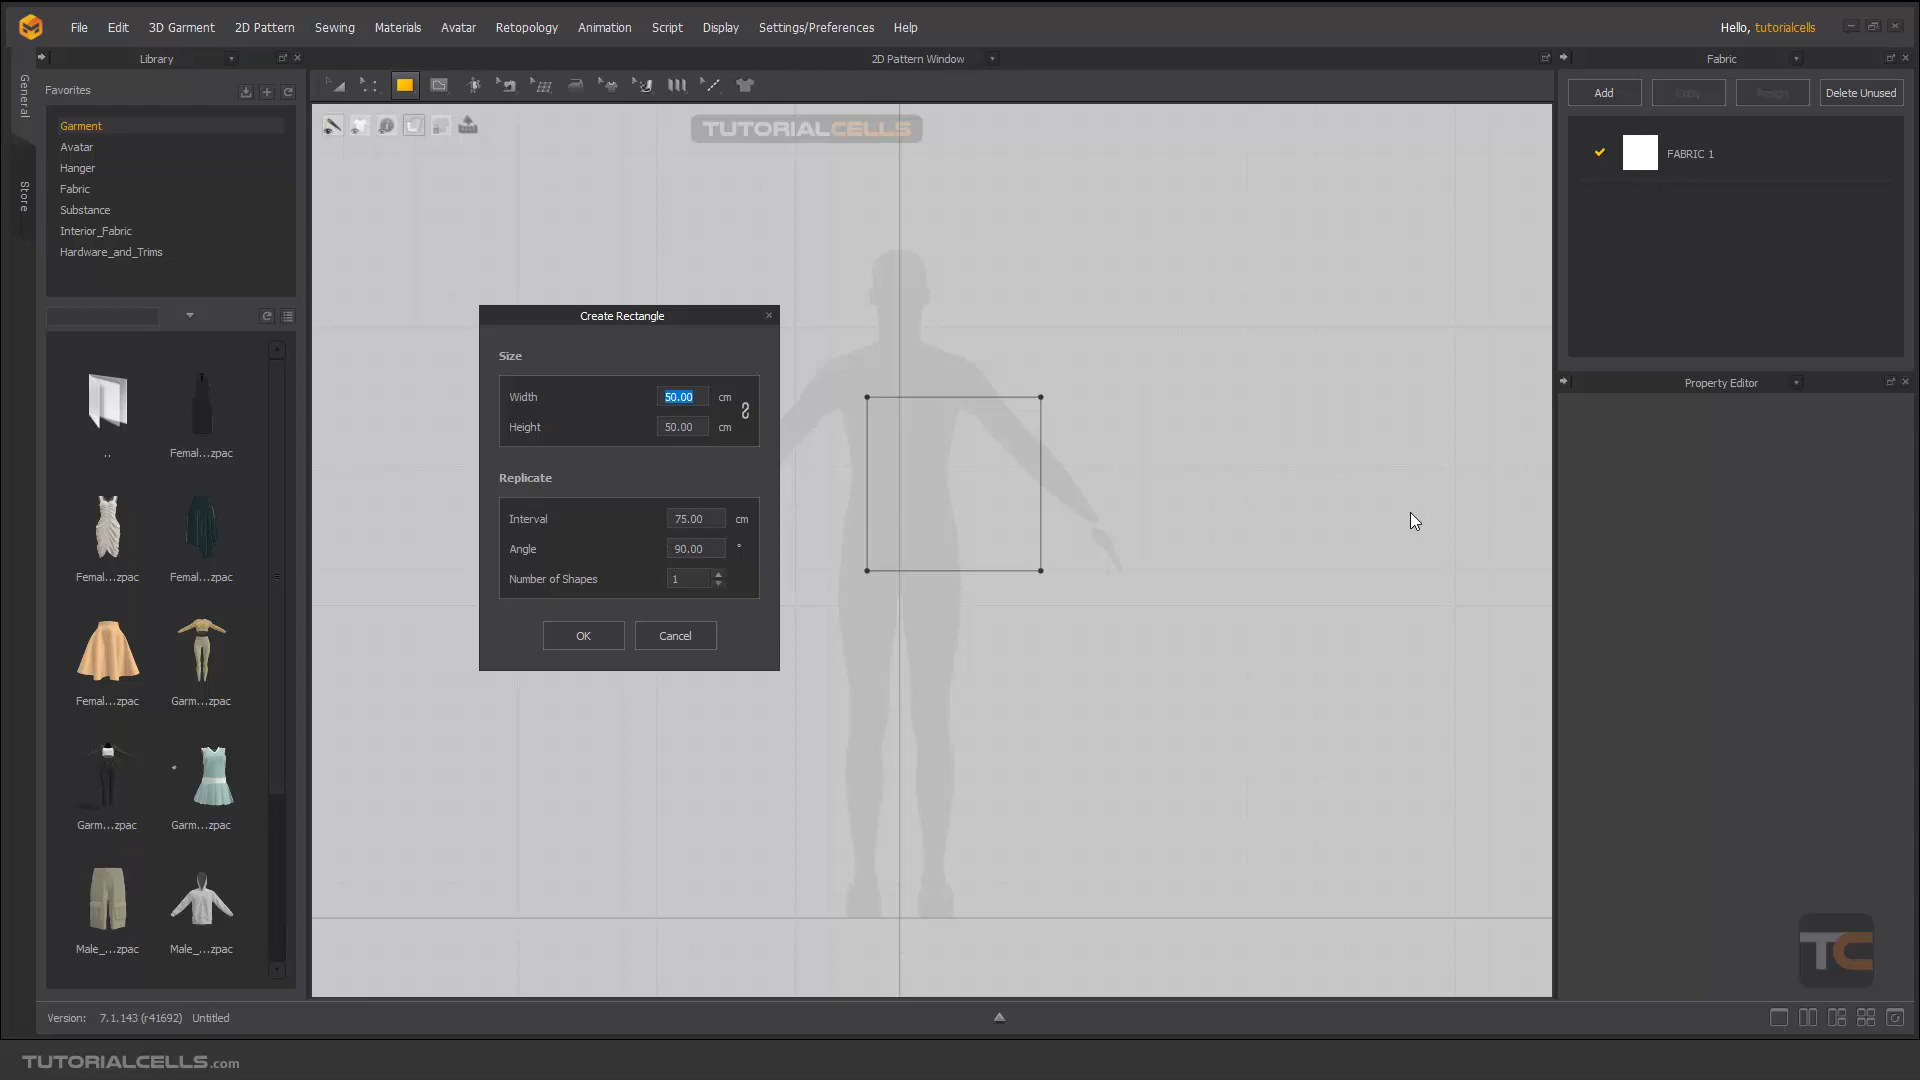 File Edit 3D Garment 2D Pattern Sewing Materials Avatar Retopology Animation Script Display Settings/Preferences Help
Hello, tutorialcells
Library
2D Pattern Window
Fabric
General
Store
Favorites
Garment
Avatar
Hanger
Fabric
Substance
Interior_Fabric
Hardware_and_Trims
..
Femal...zpac
Femal...zpac
Femal...zpac
Femal...zpac
Garm...zpac
Garm...zpac
Garm...zpac
Male_...zpac
Male_...zpac
TUTORIALCELLS
Create Rectangle
Size
Width 50.00 cm
Height 50.00 cm
Replicate
Interval 75.00 cm
Angle 90.00 °
Number of Shapes 1
OK Cancel
Add Copy Assign Delete Unused
FABRIC 1
Property Editor
TC
Version: 7.1.143 (r41692) Untitled
TUTORIALCELLS.com